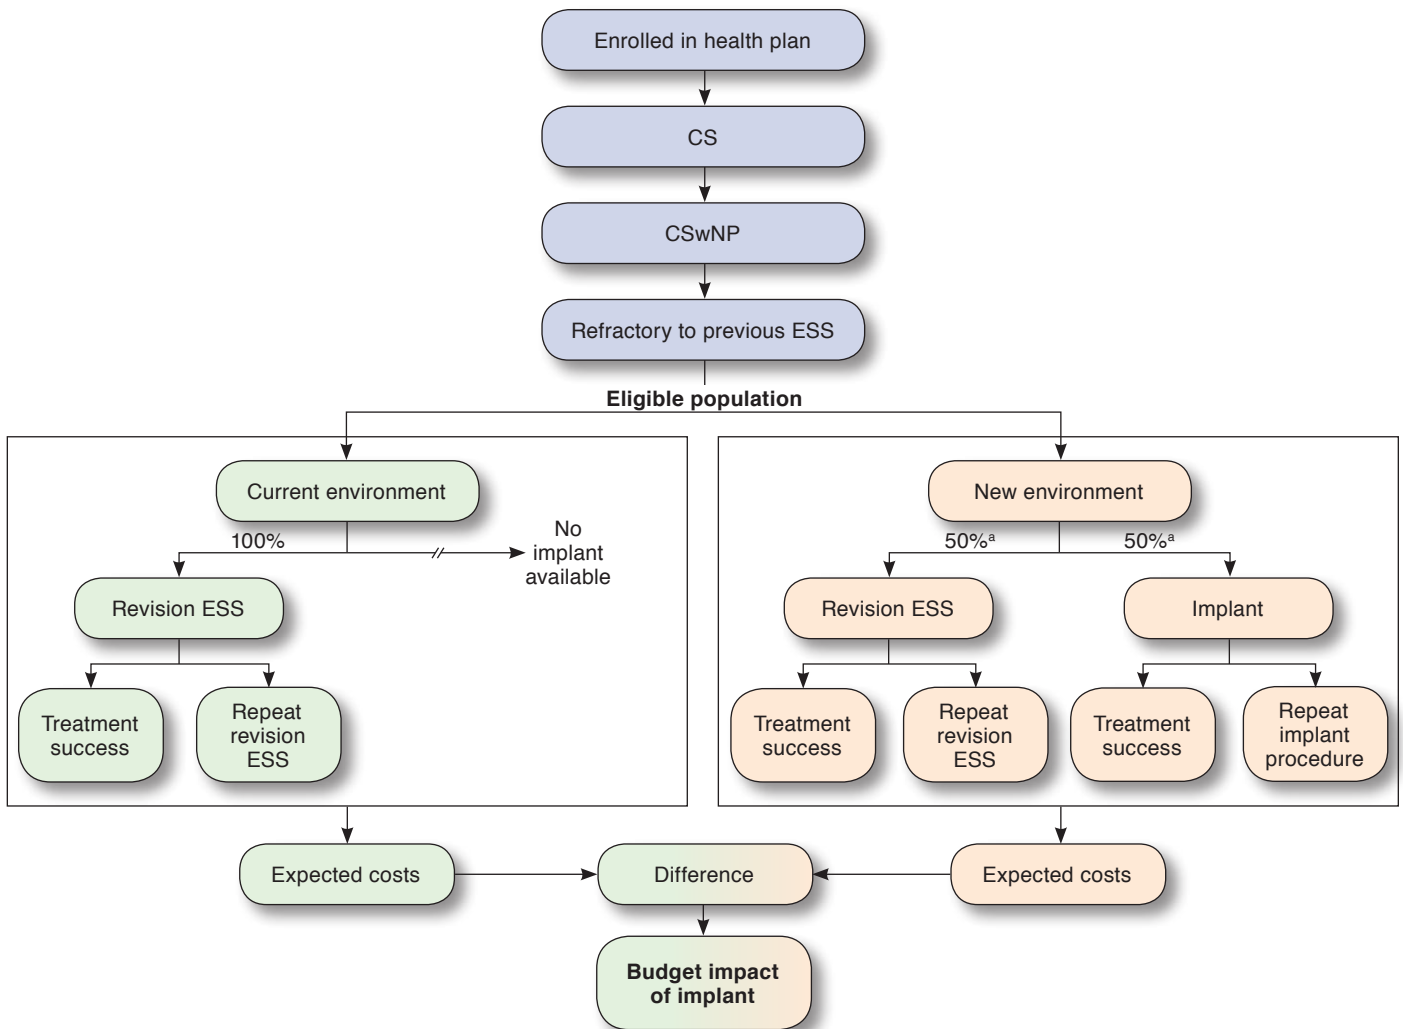 Enrolled in health plan
CS
CSwNP
Refractory to previous ESS
Eligible population
Current environment
100%
No
implant
available
Revision ESS
Treatment
success
Repeat
revision
ESS
New environment
50%ᵃ
50%ᵃ
Revision ESS
Implant
Treatment
success
Repeat
revision
ESS
Treatment
success
Repeat
implant
procedure
Expected costs
Difference
Expected costs
Budget impact
of implant